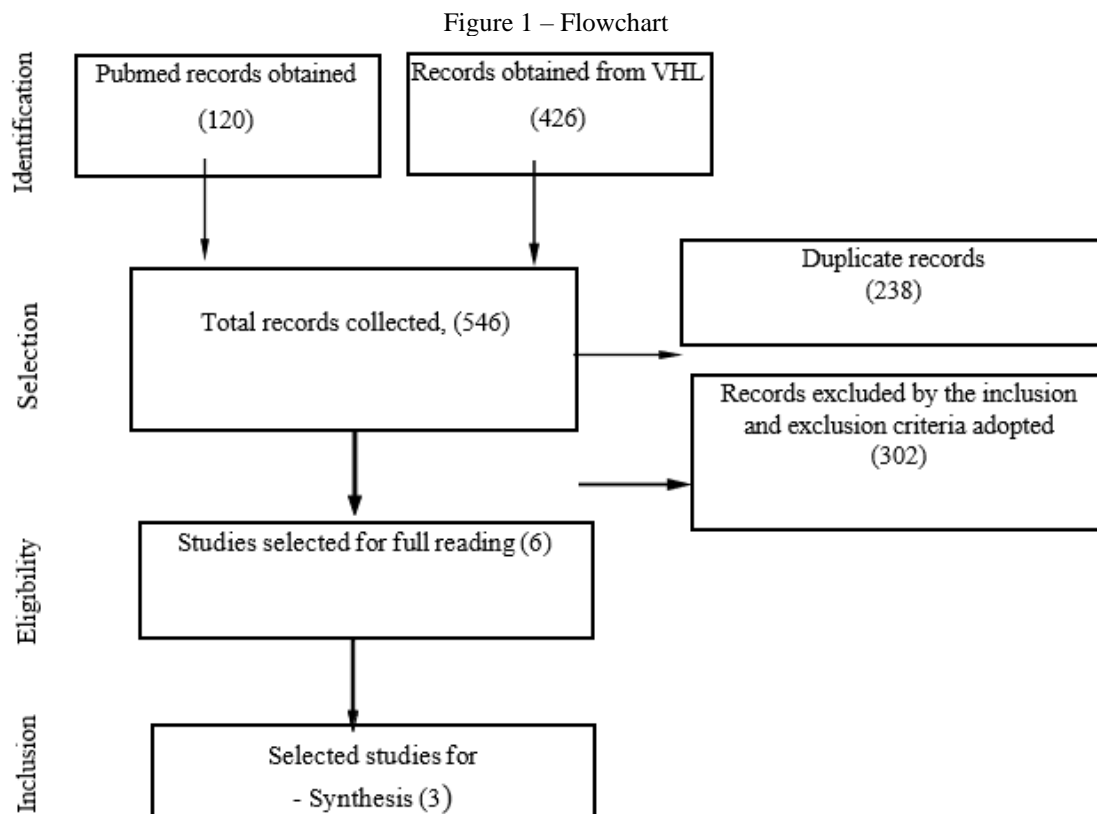 Figure 1 – Flowchart
Identification
Pubmed records obtained
(120)
Records obtained from VHL
(426)
Selection
Total records collected, (546)
Duplicate records
(238)
Records excluded by the inclusion
and exclusion criteria adopted
(302)
Eligibility
Studies selected for full reading (6)
Inclusion
Selected studies for
- Synthesis (3)